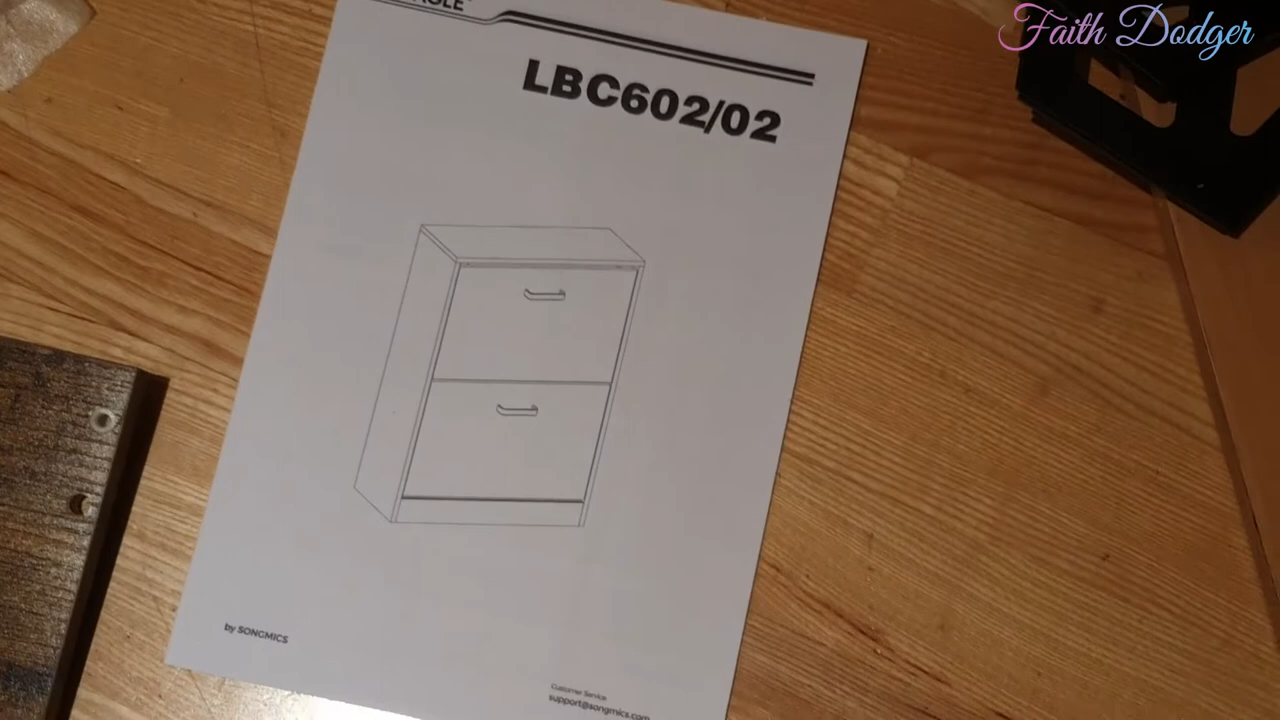 Faith Dodger
LBC602/02
by SONGMICS
Customer Service
support@songmics.com